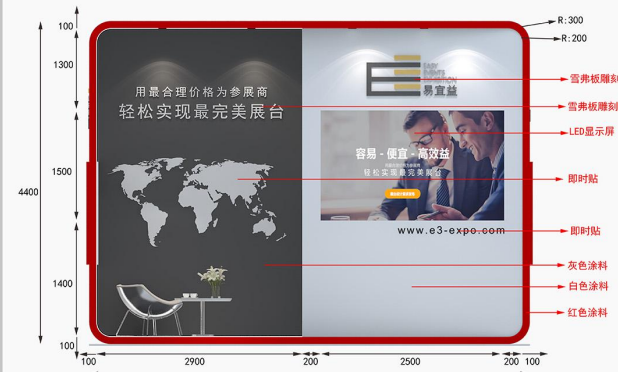 100
R:300
R:200
1300
1500
4400
1400
100
用最合理价格为参展商
轻松实现最完美展台
易宜益
容易 - 便宜 - 高效益
轻松实现最完美展台
www.e3-expo.com
雪弗板雕刻
雪弗板雕刻
LED显示屏
即时贴
即时贴
灰色涂料
白色涂料
红色涂料
100
2900
200
2500
200
100